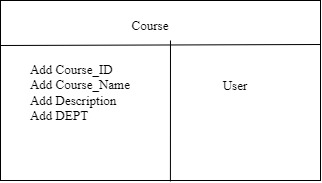 Course
Add Course_ID
Add Course_Name
Add Description
Add DEPT
User